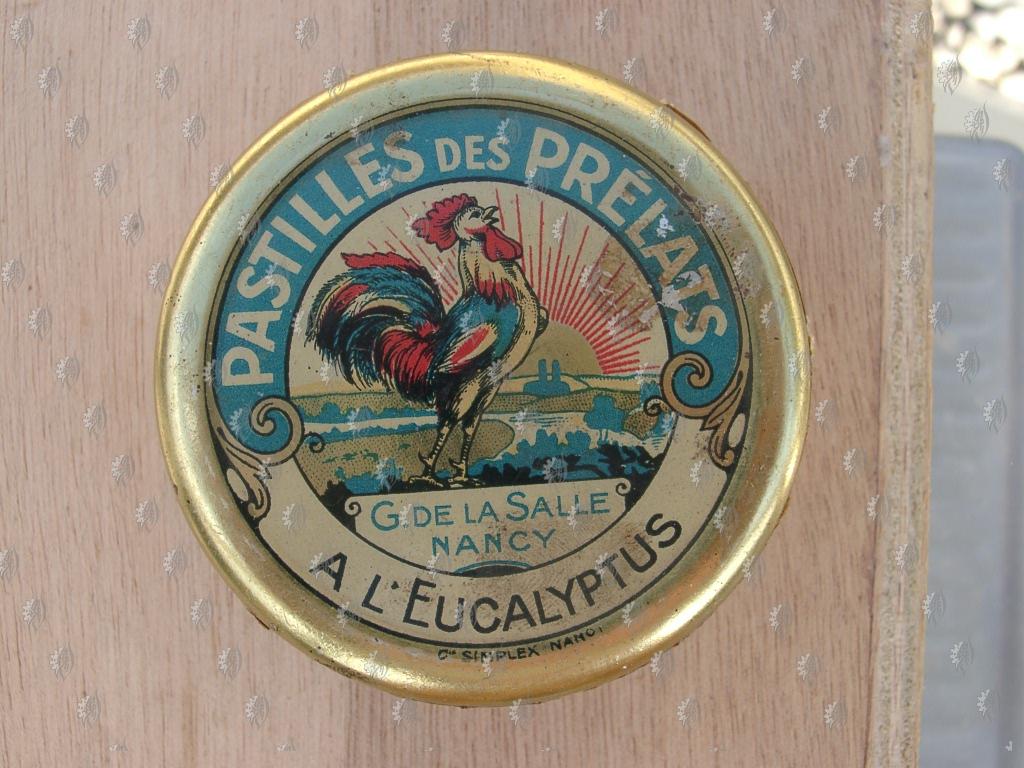 PASTILLES DES PRÉLATS
G. DE LA SALLE
NANCY
A L'EUCALYPTUS
SIMPLEX NANCY